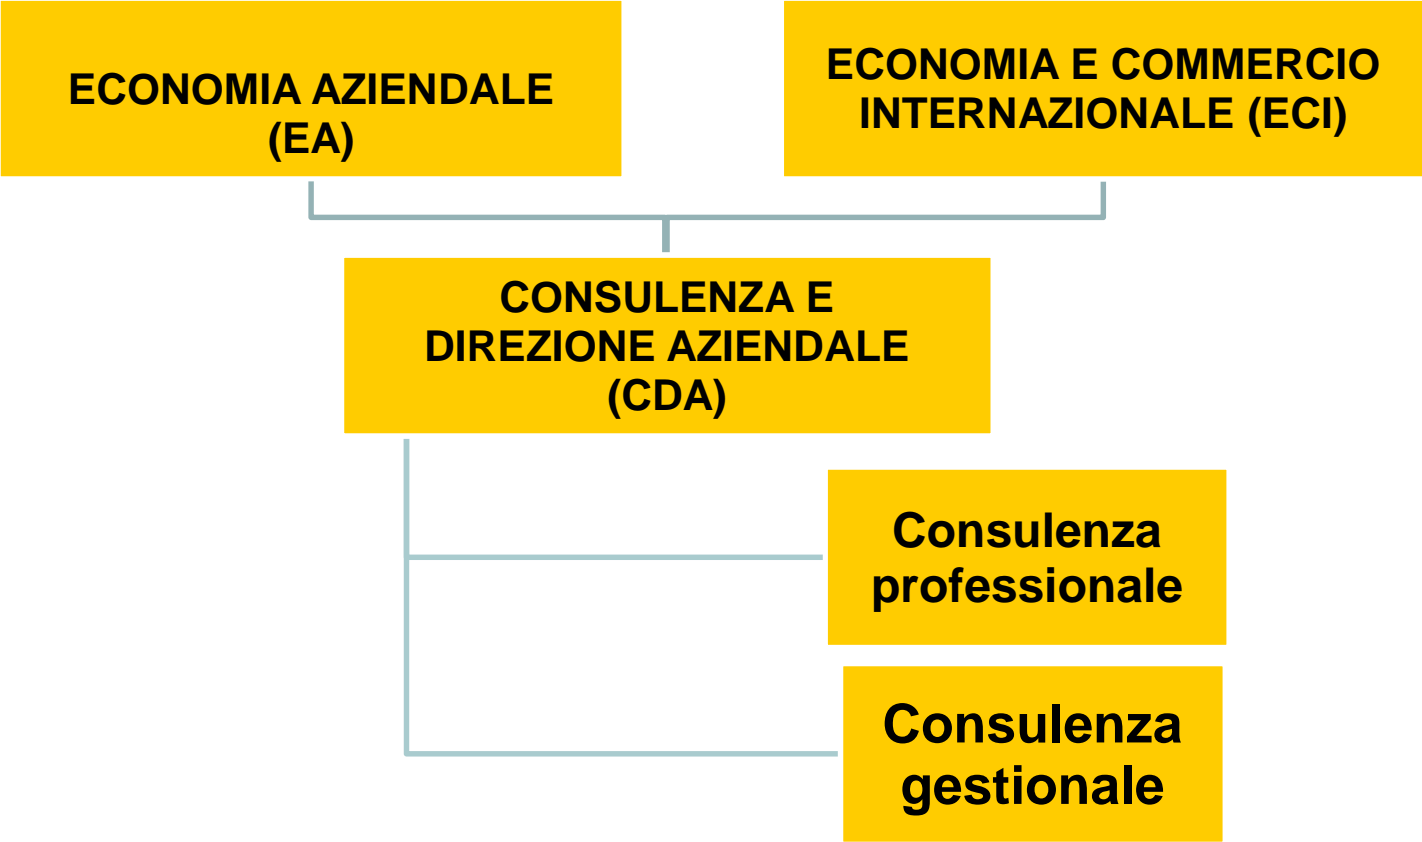 ECONOMIA AZIENDALE
(EA)
ECONOMIA E COMMERCIO
INTERNAZIONALE (ECI)
CONSULENZA E
DIREZIONE AZIENDALE
(CDA)
Consulenza
professionale
Consulenza
gestionale